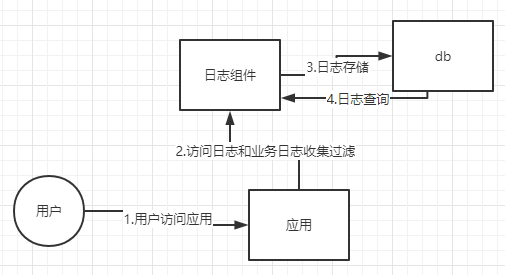 db
日志组件
3.日志存储
4.日志查询
2.访问日志和业务日志收集过滤
用户
1.用户访问应用
应用